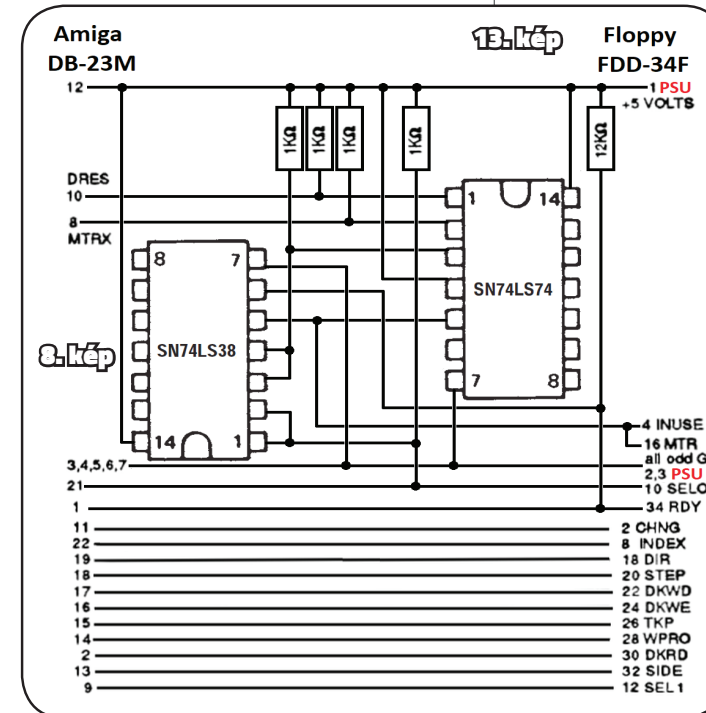 Amiga
DB-23M
13. kép
Floppy
FDD-34F
12
1 PSU
+5 VOLTS
1KΩ
1KΩ
1KΩ
1KΩ
12KΩ
DRES
10
8
MTRX
1
14
SN74LS74
7
8
8
7
SN74LS38
14
1
8. kép
4 INUSE
16 MTR
3,4,5,6,7
all odd G
2,3 PSU
21
10 SELO
1
34 RDY
11
2 CHNG
22
8 INDEX
19
18 DIR
18
20 STEP
17
22 DKWD
16
24 DKWE
15
26 TKP
14
28 WPRO
2
30 DKRD
13
32 SIDE
9
12 SEL1